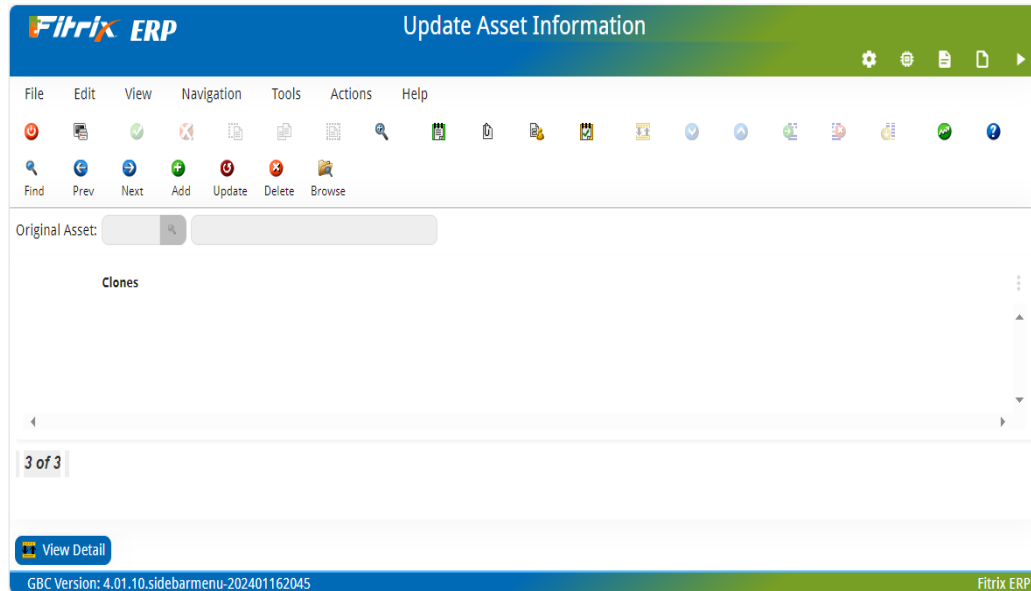 Fitrix ERP
Update Asset Information
File Edit View Navigation Tools Actions Help
Find Prev Next Add Update Delete Browse
Original Asset:
Clones
3 of 3
View Detail
GBC Version: 4.01.10.sidebarmenu-202401162045
Fitrix ERP